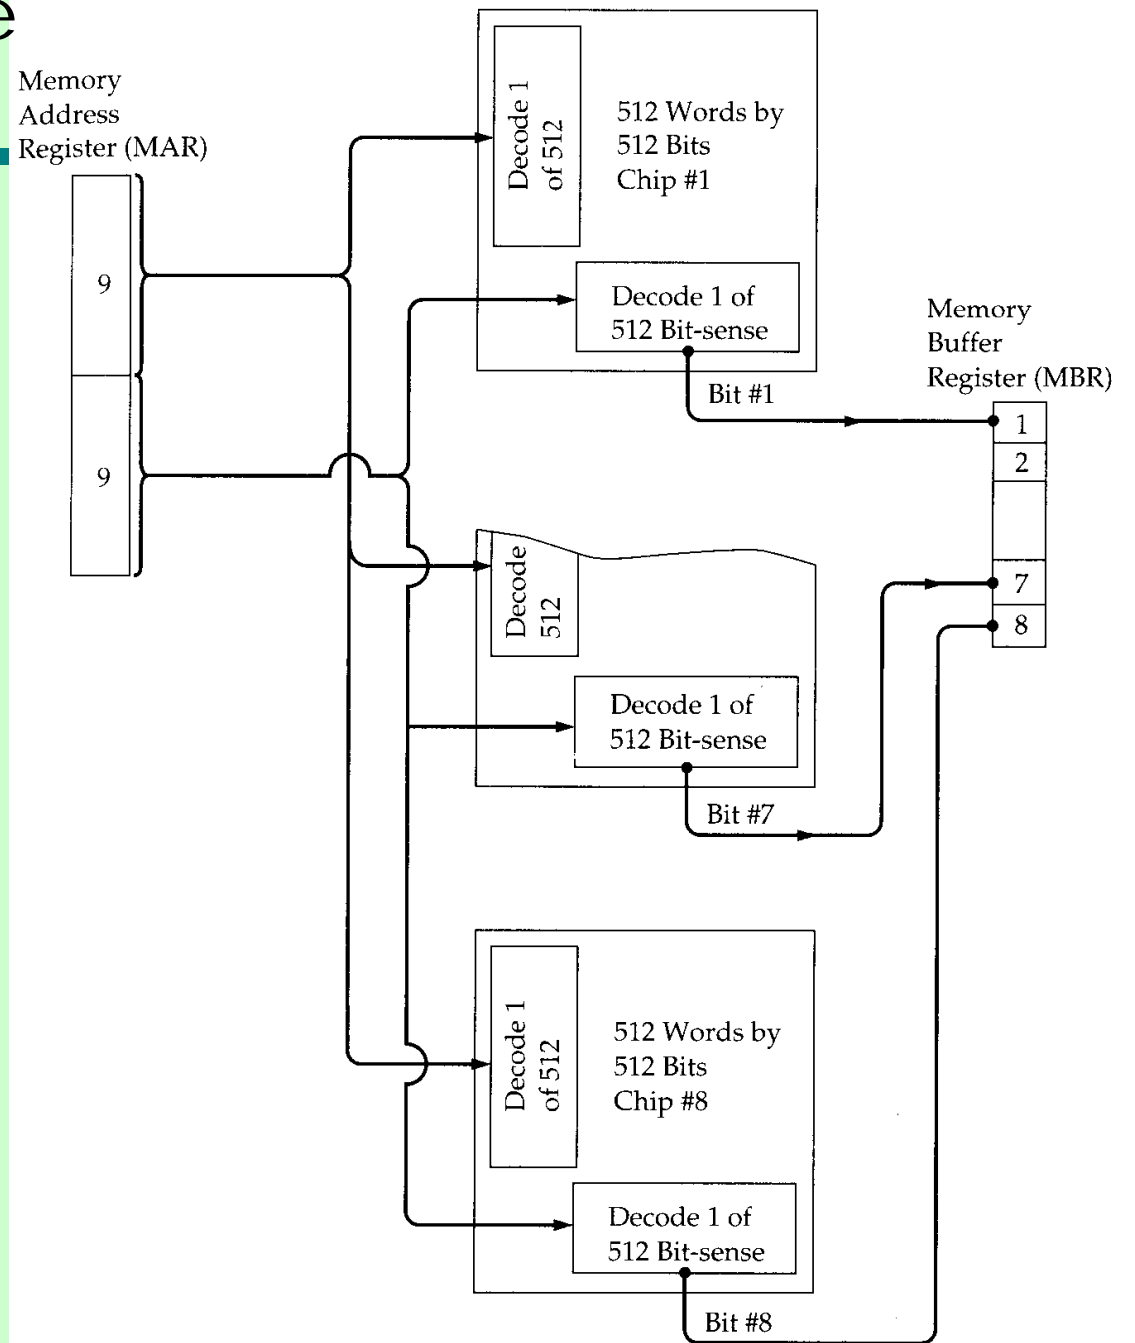 e
Memory
Address
Register (MAR)
9
9
Decode 1
of 512
512 Words by
512 Bits
Chip #1
Decode 1 of
512 Bit-sense
Bit #1
Memory
Buffer
Register (MBR)
1
2
7
8
Decode
512
Decode 1 of
512 Bit-sense
Bit #7
Decode 1
of 512
512 Words by
512 Bits
Chip #8
Decode 1 of
512 Bit-sense
Bit #8